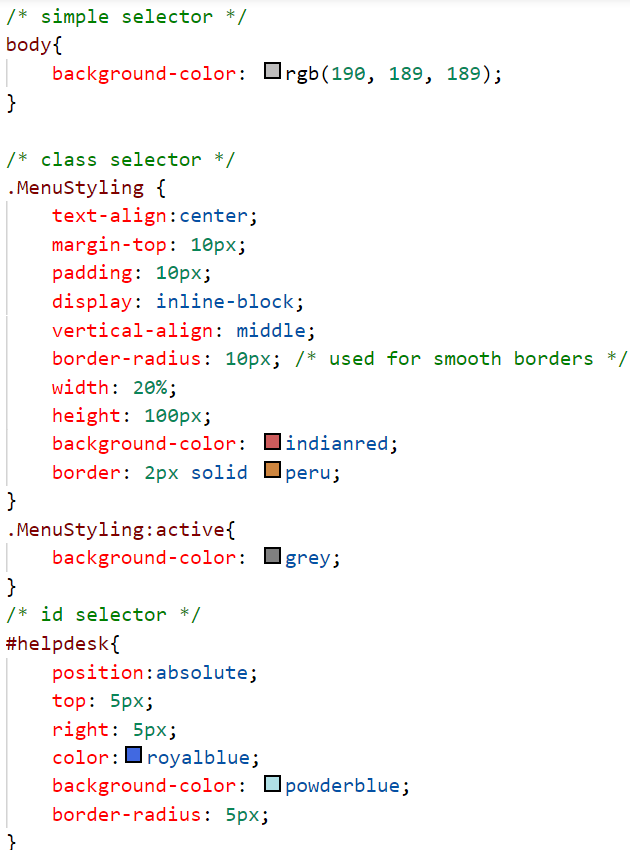 /* simple selector */
body{
    background-color: rgb(190, 189, 189);
}

/* class selector */
.MenuStyling {
    text-align:center;
    margin-top: 10px;
    padding: 10px;
    display: inline-block;
    vertical-align: middle;
    border-radius: 10px; /* used for smooth borders */
    width: 20%;
    height: 100px;
    background-color: indianred;
    border: 2px solid peru;
}
.MenuStyling:active{
    background-color: grey;
}
/* id selector */
#helpdesk{
    position:absolute;
    top: 5px;
    right: 5px;
    color:royalblue;
    background-color: powderblue;
    border-radius: 5px;
}